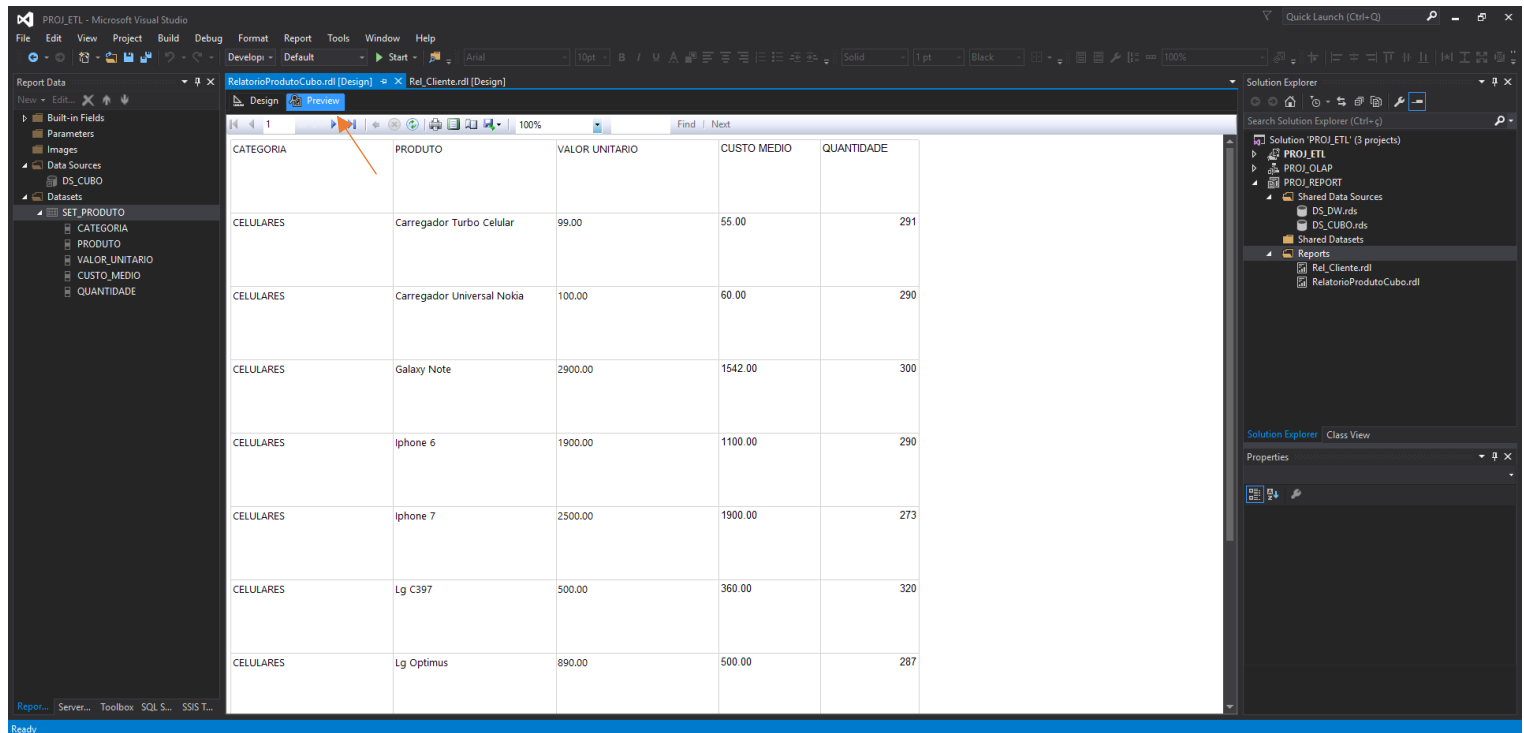 PROJ_ETL - Microsoft Visual Studio
Quick Launch (Ctrl+Q)
File Edit View Project Build Debug Format Report Tools Window Help
Developı Default Start Arial 10pt B I U A Solid 1 pt Black 100%
Report Data
New Edit...
Built-in Fields
Parameters
Images
Data Sources
DS_CUBO
Datasets
SET_PRODUTO
CATEGORIA
PRODUTO
VALOR_UNITARIO
CUSTO_MEDIO
QUANTIDADE
Repor... Server... Toolbox SQL S... SSIS T...
RelatorioProdutoCubo.rdl [Design] Rel_Cliente.rdl [Design]
Design Preview
1 100% Find | Next
CATEGORIA PRODUTO VALOR UNITARIO CUSTO MEDIO QUANTIDADE
CELULARES Carregador Turbo Celular 99.00 55.00 291
CELULARES Carregador Universal Nokia 100.00 60.00 290
CELULARES Galaxy Note 2900.00 1542.00 300
CELULARES Iphone 6 1900.00 1100.00 290
CELULARES Iphone 7 2500.00 1900.00 273
CELULARES Lg C397 500.00 360.00 320
CELULARES Lg Optimus 890.00 500.00 287
Solution Explorer
Search Solution Explorer (Ctrl+ç)
Solution 'PROJ_ETL' (3 projects)
PROJ_ETL
PROJ_OLAP
PROJ_REPORT
Shared Data Sources
DS_DW.rds
DS_CUBO.rds
Shared Datasets
Reports
Rel_Cliente.rdl
RelatorioProdutoCubo.rdl
Solution Explorer Class View
Properties
Ready